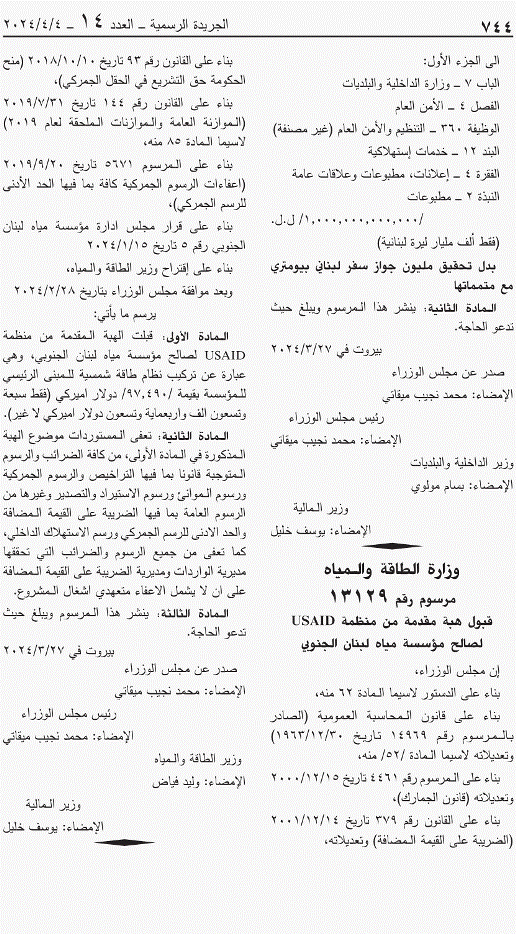 ٧٤٤
الجريدة الرسمية ــ العدد ١٤ ــ ٢٠٢٤/٤/٤
الى الجزء الأول:
الباب ٧ ــ وزارة الداخلية والبلديات
الفصل ٤ ــ الأمن العام
الوظيفة ٣٦٠ ــ التنظيم والأمن العام (غير مصنفة)
البند ١٢ ــ خدمات إستهلاكية
الفقرة ٤ ــ إعلانات، مطبوعات وعلاقات عامة
النبذة ٢ ــ مطبوعات
/١,٠٠٠,٠٠٠,٠٠٠,٠٠٠/ ل.ل.
(فقط ألف مليار ليرة لبنانية)
بدل تحقيق مليون جواز سفر لبناني بيومتري
مع متمماتها
المادة الثانية: ينشر هذا المرسوم ويبلغ حيث
تدعو الحاجة.
بيروت في ٢٠٢٤/٣/٢٧
صدر عن مجلس الوزراء
الإمضاء: محمد نجيب ميقاتي
رئيس مجلس الوزراء
الإمضاء: محمد نجيب ميقاتي
وزير الداخلية والبلديات
الإمضاء: بسام مولوي
وزير المالية
الإمضاء: يوسف خليل
وزارة الطاقة والمياه
مرسوم رقم ١٣١٢٩
قبول هبة مقدمة من منظمة USAID
لصالح مؤسسة مياه لبنان الجنوبي
إن مجلس الوزراء،
بناء على الدستور لاسيما المادة ٦٢ منه،
بناء على قانون المحاسبة العمومية (الصادر
بالمرسوم رقم ١٤٩٦٩ تاريخ ١٩٦٣/١٢/٣٠)
وتعديلاته لاسيما المادة /٥٢/ منه،
بناء على المرسوم رقم ٤٤٦١ تاريخ ٢٠٠٠/١٢/١٥
وتعديلاته (قانون الجمارك)،
بناء على القانون رقم ٣٧٩ تاريخ ٢٠٠١/١٢/١٤
(الضريبة على القيمة المضافة) وتعديلاته،
بناء على القانون رقم ٩٣ تاريخ ٢٠١٨/١٠/١٠ (منح
الحكومة حق التشريع في الحقل الجمركي)،
بناء على القانون رقم ١٤٤ تاريخ ٢٠١٩/٧/٣١
(الموازنة العامة والموازنات الملحقة لعام ٢٠١٩)
لاسيما المادة ٨٥ منه،
بناء على المرسوم ٥٦٧١ تاريخ ٢٠١٩/٩/٢٠
(اعفاءات الرسوم الجمركية كافة بما فيها الحد الأدنى
للرسم الجمركي)،
بناء على قرار مجلس ادارة مؤسسة مياه لبنان
الجنوبي رقم ٥ تاريخ ٢٠٢٤/١/١٥
بناء على إقتراح وزير الطاقة والمياه،
وبعد موافقة مجلس الوزراء بتاريخ ٢٠٢٤/٢/٢٨
يرسم ما يأتي:
المادة الأولى: قبلت الهبة المقدمة من منظمة
USAID لصالح مؤسسة مياه لبنان الجنوبي، وهي
عبارة عن تركيب نظام طاقة شمسية للمبنى الرئيسي
للمؤسسة بقيمة /٩٧,٤٩٠/ دولار اميركي (فقط سبعة
وتسعون الف واربعماية وتسعون دولار اميركي لا غير).
المادة الثانية: تعفى المستوردات موضوع الهبة
المذكورة في المادة الأولى، من كافة الضرائب والرسوم
المتوجبة قانونا بما فيها التراخيص والرسوم الجمركية
ورسوم الموانئ ورسوم الاستيراد والتصدير وغيرها من
الرسوم العامة بما فيها الضريبة على القيمة المضافة
والحد الادنى للرسم الجمركي ورسم الاستهلاك الداخلي،
كما تعفى من جميع الرسوم والضرائب التي تحققها
مديرية الواردات ومديرية الضريبة على القيمة المضافة
على ان لا يشمل الاعفاء متعهدي اشغال المشروع.
المادة الثالثة: ينشر هذا المرسوم ويبلغ حيث
تدعو الحاجة.
بيروت في ٢٠٢٤/٣/٢٧
صدر عن مجلس الوزراء
الإمضاء: محمد نجيب ميقاتي
رئيس مجلس الوزراء
الإمضاء: محمد نجيب ميقاتي
وزير الطاقة والمياه
الإمضاء: وليد فياض
وزير المالية
الإمضاء: يوسف خليل